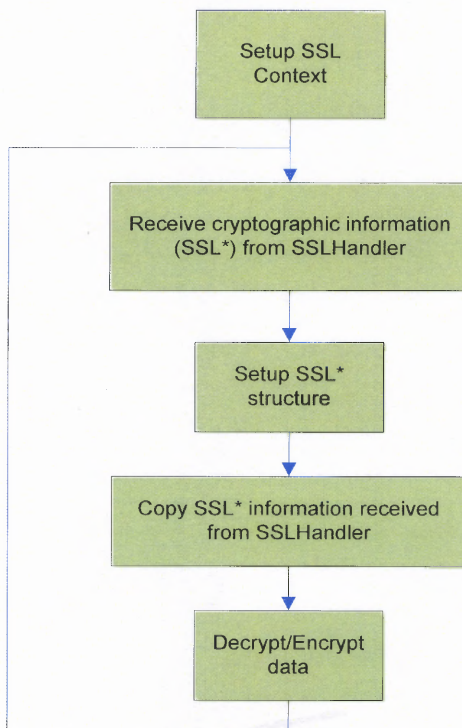 Setup SSL
Context
Receive cryptographic information
(SSL*) from SSLHandler
Setup SSL*
structure
Copy SSL* information received
from SSLHandler
Decrypt/Encrypt
data